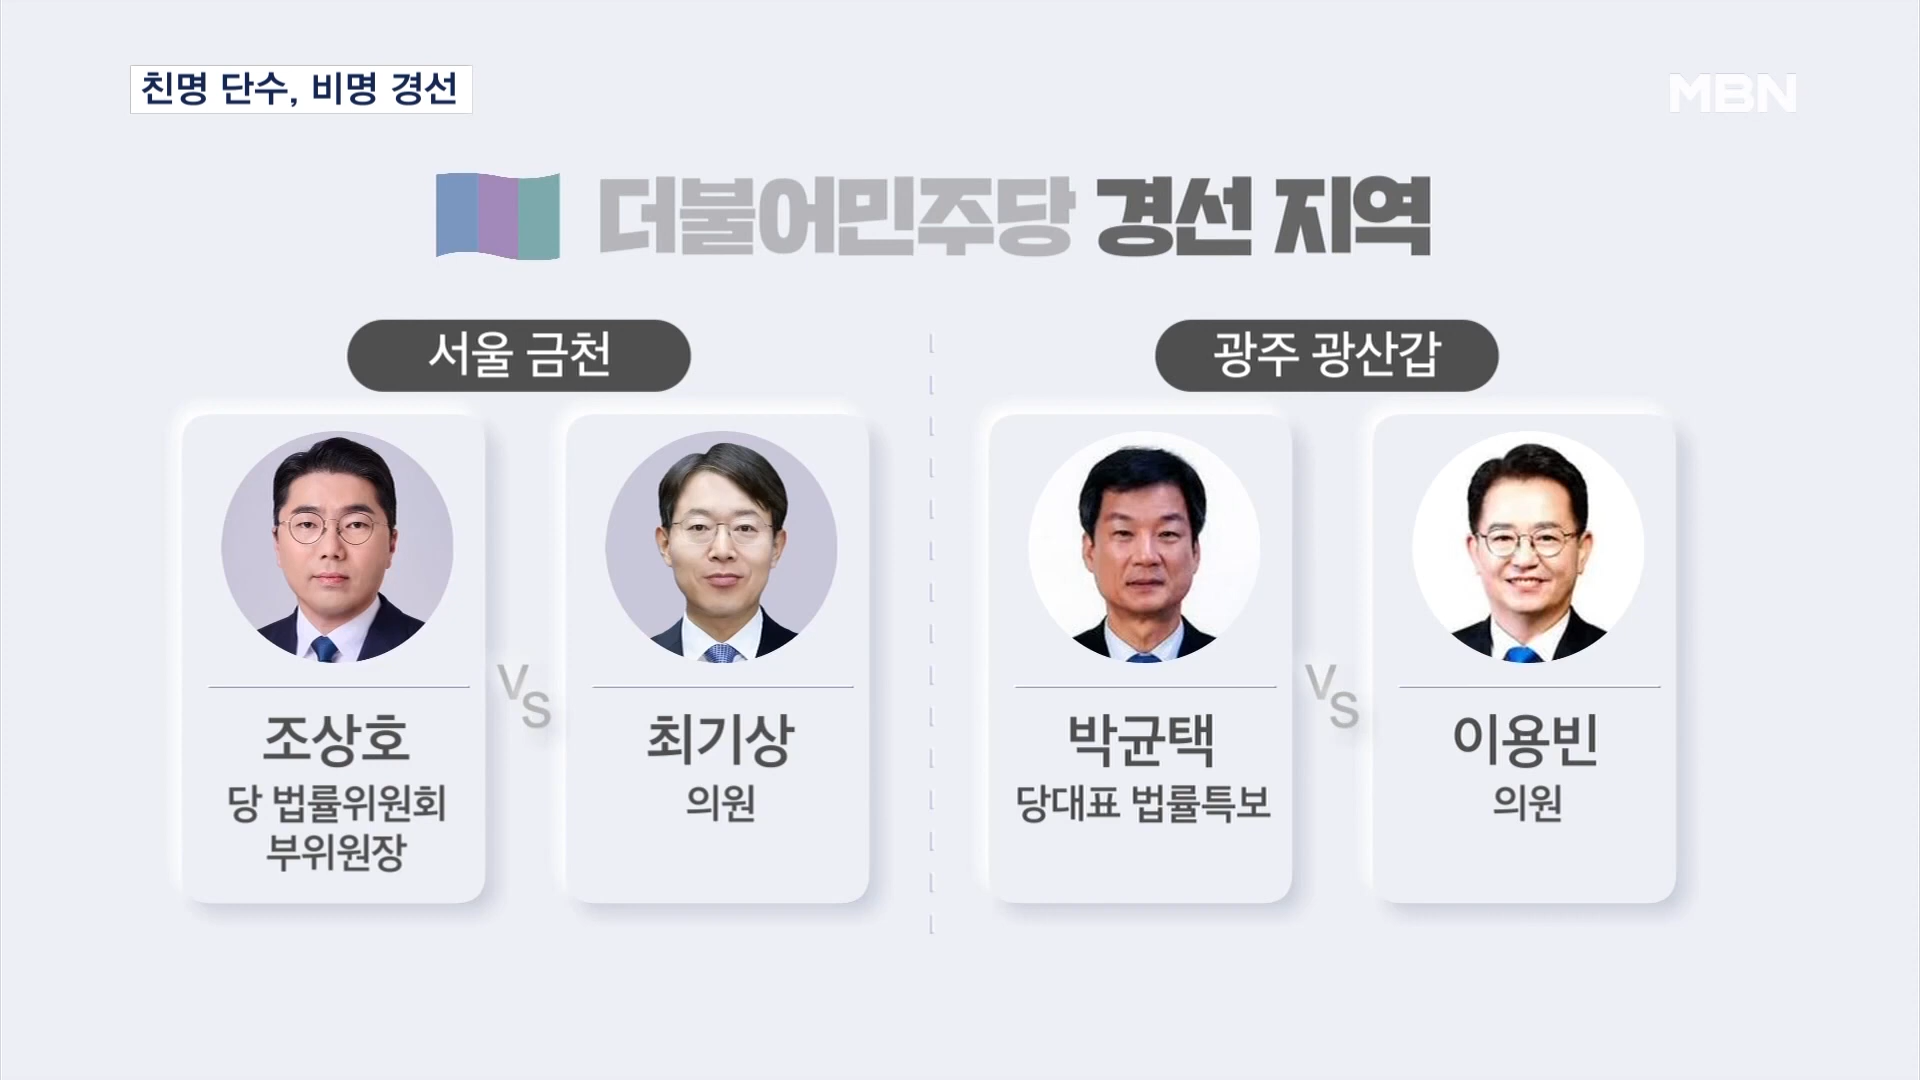 친명 단수, 비명 경선
MBN
더불어민주당 경선 지역
서울 금천
조상호
당 법률위원회
부위원장
VS
최기상
의원
광주 광산갑
박균택
당대표 법률특보
VS
이용빈
의원